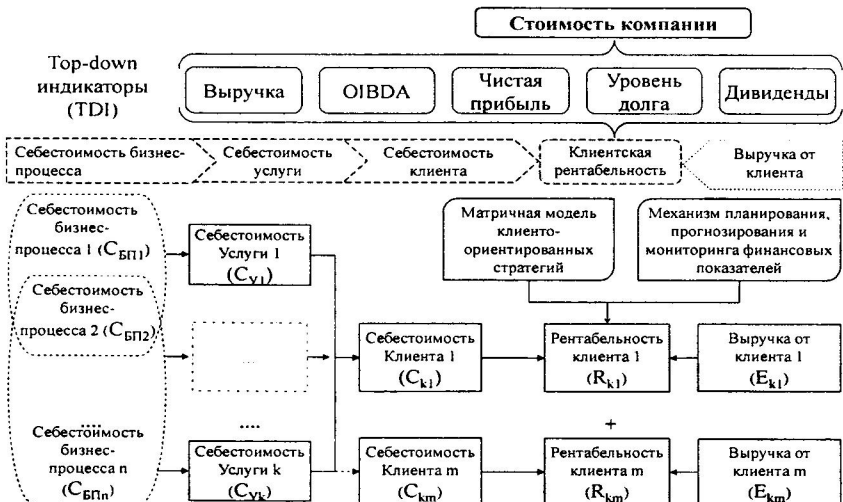 Стоимость компании
Top-down
индикаторы
(TDI)
Выручка
OIBDA
Чистая
прибыль
Уровень
долга
Дивиденды
Себестоимость бизнес-
процесса
Себестоимость
услуги
Себестоимость
клиента
Клиентская
рентабельность
Выручка от
клиента
Себестоимость
бизнес-
процесса 1 (СБП1)
Себестоимость
Услуги 1
(СУ1)
Матричная модель
клиенто-
ориентированных
стратегий
Механизм планирования,
прогнозирования и
мониторинга финансовых
показателей
Себестоимость
бизнес-
процесса 2 (СБП2)
...
Себестоимость
Клиента 1
(Ck1)
Рентабельность
клиента 1
(Rk1)
Выручка от
клиента 1
(Ek1)
....
....
+
Себестоимость
бизнес-
процесса n
(СБПn)
Себестоимость
Услуги k
(СУk)
Себестоимость
Клиента m
(Ckm)
Рентабельность
клиента m
(Rkm)
Выручка от
клиента m
(Ekm)